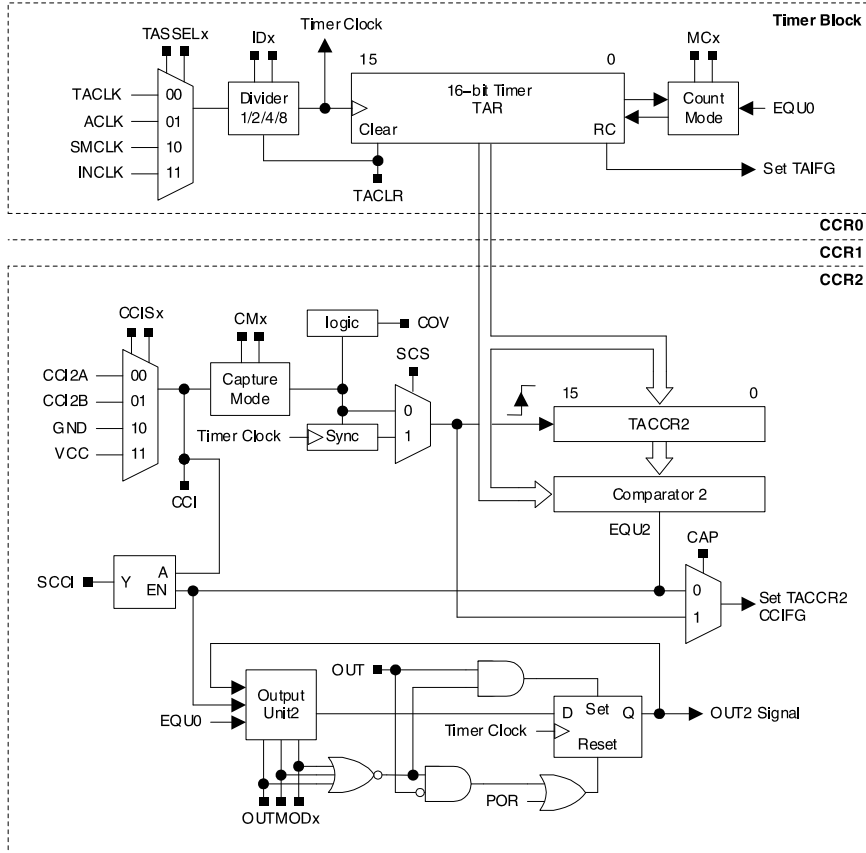 Timer Block
TASSELx
IDx
Timer Clock
15
0
MCx
TACLK
00
ACLK
01
SMCLK
10
INCLK
11
Divider
1/2/4/8
16−bit Timer
TAR
Clear
RC
Count
Mode
EQU0
TACLR
Set TAIFG
CCR0
CCR1
CCR2
CCISx
CMx
logic
COV
SCS
CCI2A
00
CCI2B
01
GND
10
VCC
11
Capture
Mode
Timer Clock
Sync
0
1
15
0
TACCR2
CCI
Comparator 2
EQU2
CAP
SCCI
Y
A
EN
0
1
Set TACCR2
CCIFG
OUT
EQU0
Output
Unit2
Timer Clock
D
Set
Q
Reset
OUT2 Signal
POR
OUTMODx